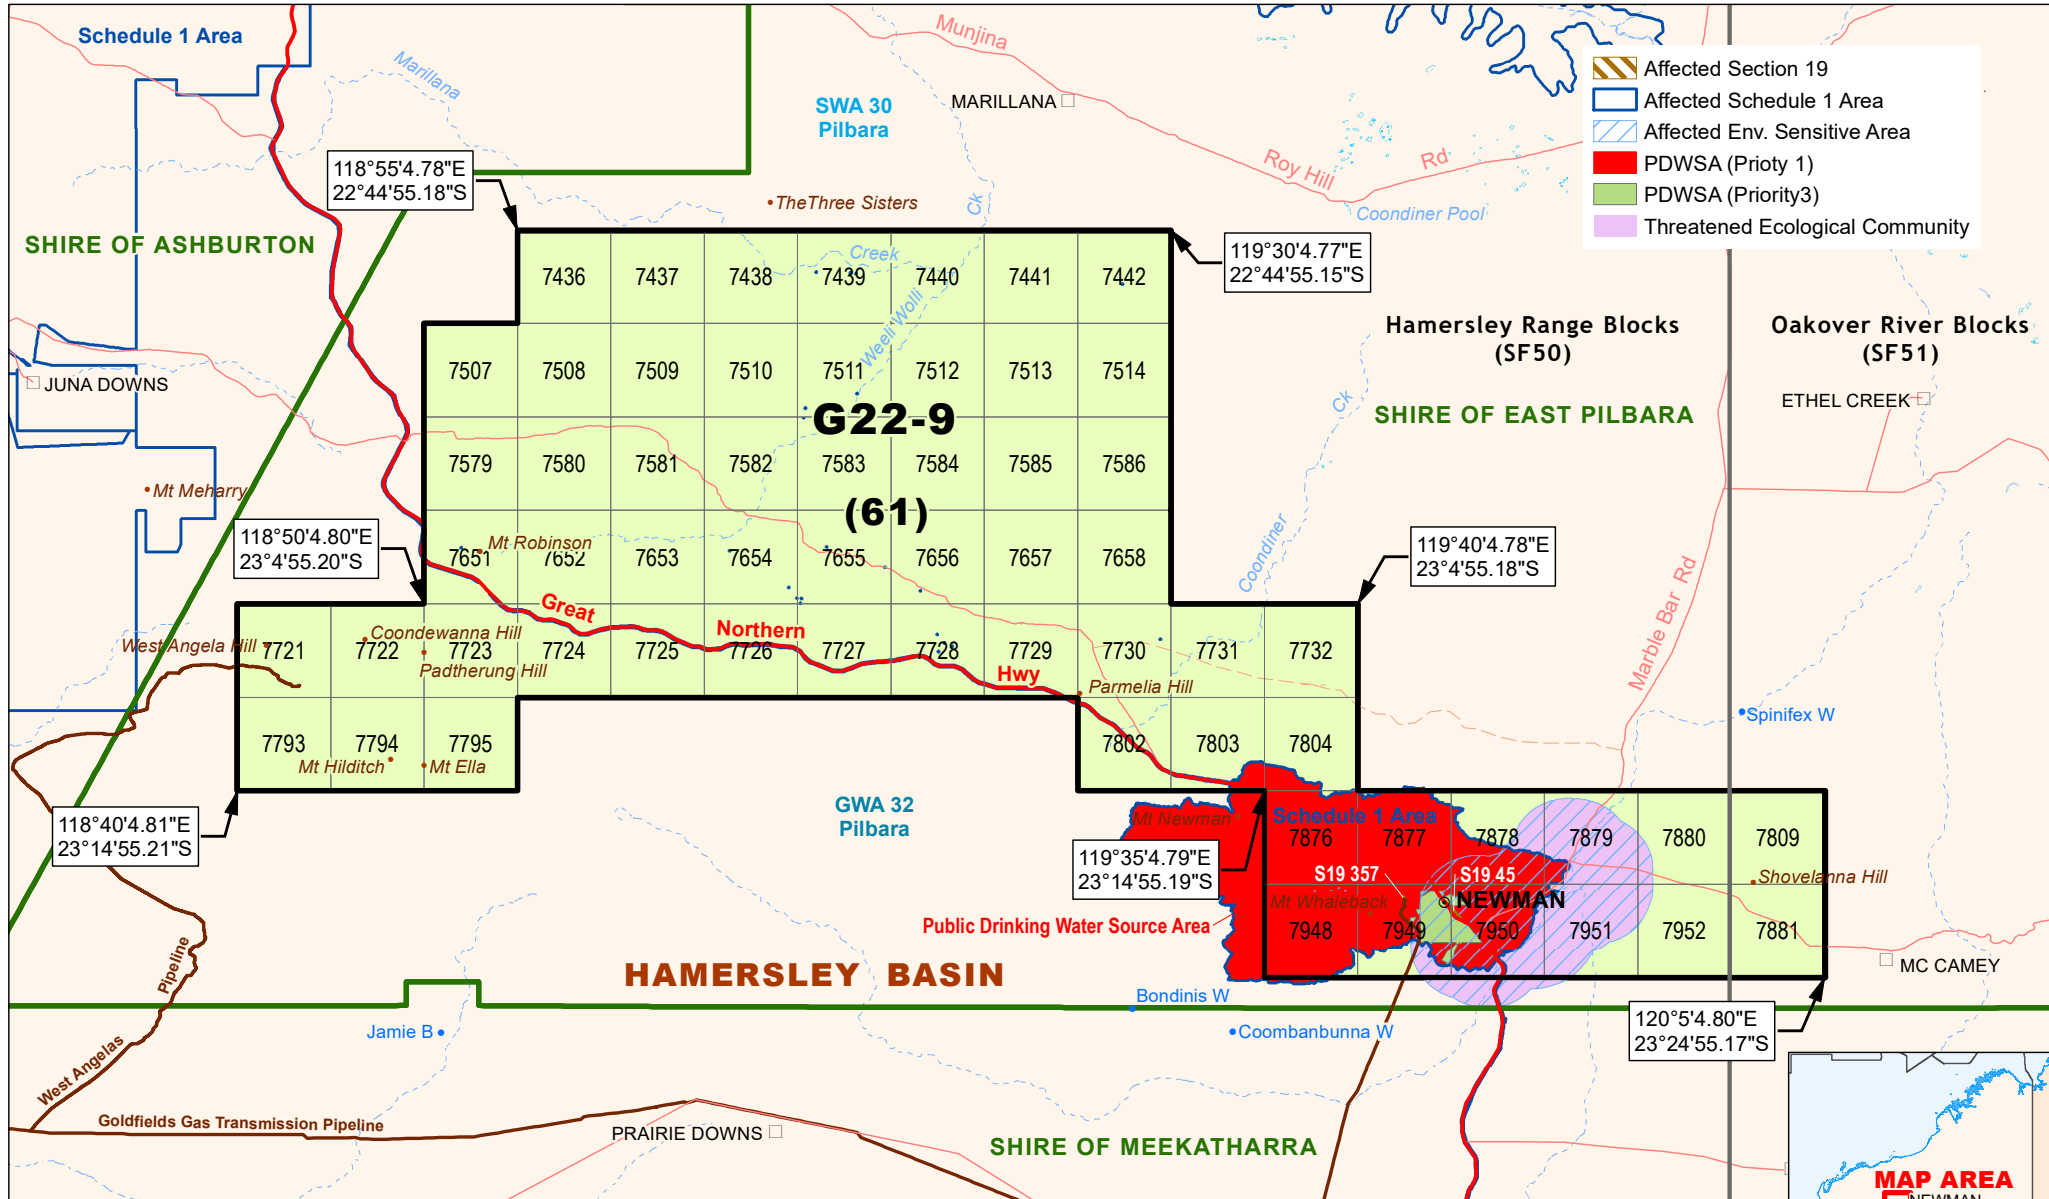 Schedule 1 Area
Munjina
Marillana
SWA 30
Pilbara
MARILLANA
Affected Section 19
Affected Schedule 1 Area
Affected Env. Sensitive Area
PDWSA (Prioty 1)
PDWSA (Priority3)
Threatened Ecological Community
Roy Hill
Rd
118°55'4.78"E
22°44'55.18"S
TheThree Sisters
Ck
Coondiner Pool
SHIRE OF ASHBURTON
119°30'4.77"E
22°44'55.15"S
Creek
7436
7437
7438
7439
7440
7441
7442
Weeli Wolli
Hamersley Range Blocks
(SF50)
Oakover River Blocks
(SF51)
JUNA DOWNS
7507
7508
7509
7510
7511
7512
7513
7514
ETHEL CREEK
Ck
SHIRE OF EAST PILBARA
G22-9
7579
7580
7581
7582
7583
7584
7585
7586
Mt Meharry
(61)
118°50'4.80"E
23°4'55.20"S
Mt Robinson
7651
7652
7653
7654
7655
7656
7657
7658
Coondiner
119°40'4.78"E
23°4'55.18"S
Marble Bar Rd
Great
Northern
Hwy
West Angela Hill
Coondewanna Hill
7721
7722
7723
7724
7725
7726
7727
7728
7729
7730
7731
7732
Padtherung Hill
Parmelia Hill
Spinifex W
7793
7794
7795
7802
7803
7804
Mt Hilditch
Mt Ella
118°40'4.81"E
23°14'55.21"S
GWA 32
Pilbara
Mt Newman
Schedule 1 Area
7876
7877
7878
7879
7880
7809
119°35'4.79"E
23°14'55.19"S
S19 357
S19 45
Shovelanna Hill
Mt Whaleback
NEWMAN
Public Drinking Water Source Area
7948
7949
7950
7951
7952
7881
Pipeline
HAMERSLEY BASIN
MC CAMEY
Bondinis W
Jamie B
Coombanbunna W
120°5'4.80"E
23°24'55.17"S
West Angelas
Goldfields Gas Transmission Pipeline
PRAIRIE DOWNS
SHIRE OF MEEKATHARRA
MAP AREA
NEWMAN